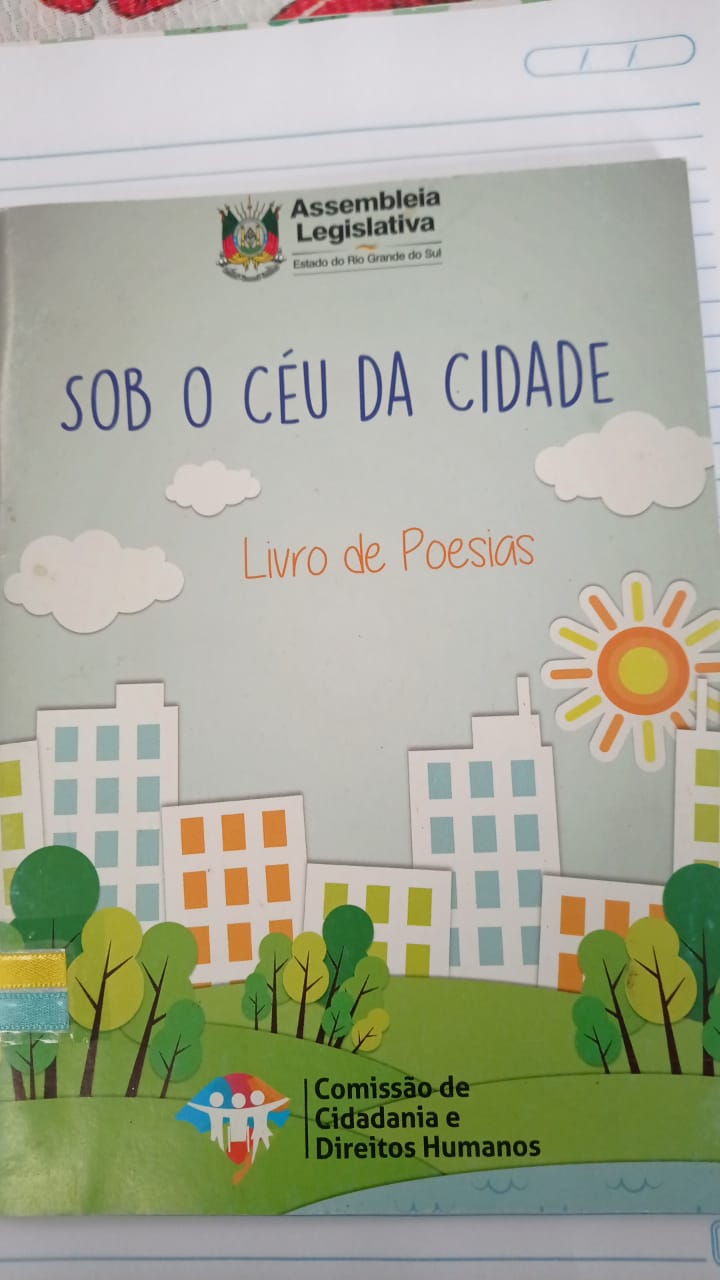 Assembleia
Legislativa
Estado do Rio Grande do Sul
SOB O CÉU DA CIDADE
Livro de Poesias
Comissão de
Cidadania e
Direitos Humanos